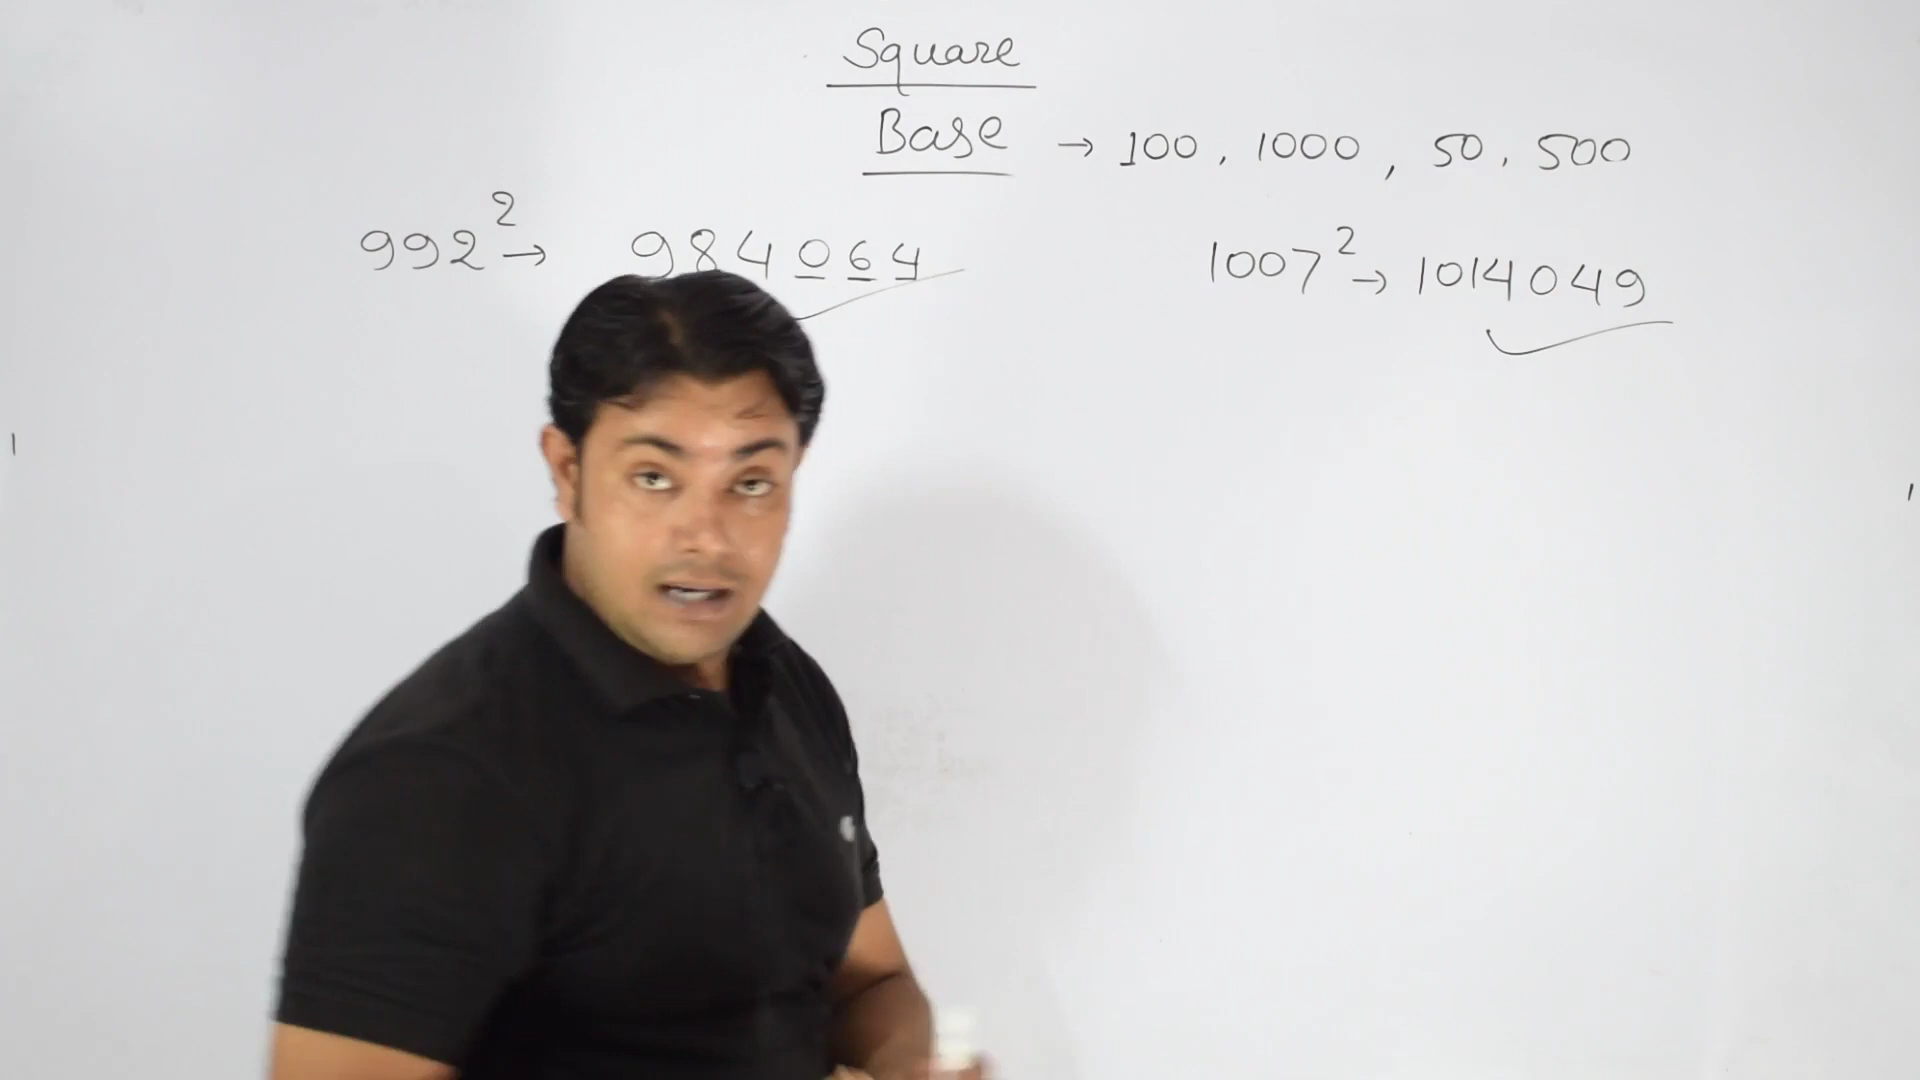 Square
Base → 100, 1000, 50, 500
992² → 984064
1007² → 1014049